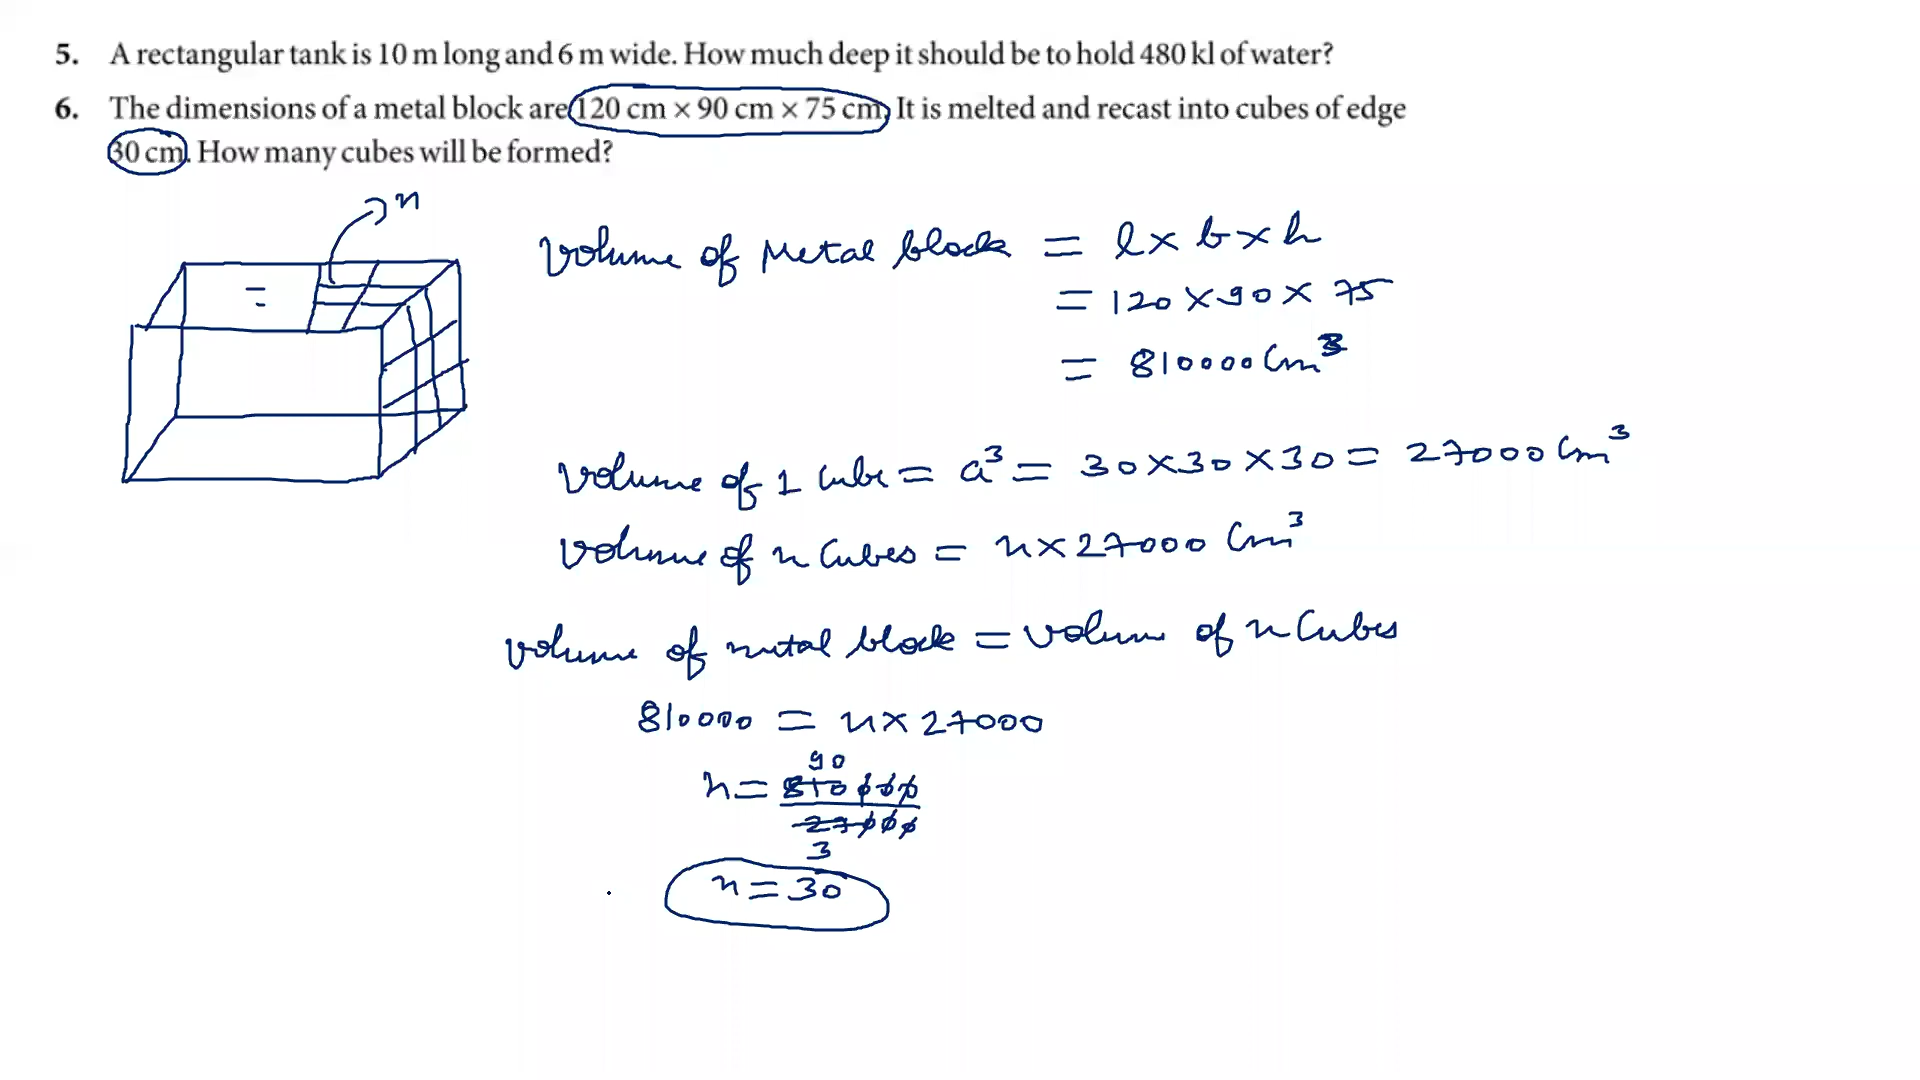 5. A rectangular tank is 10 m long and 6 m wide. How much deep it should be to hold 480 kl of water?
6. The dimensions of a metal block are 120 cm × 90 cm × 75 cm. It is melted and recast into cubes of edge
30 cm. How many cubes will be formed?
n
Volume of Metal block = l × b × h
= 120 × 90 × 75
= 810000 cm³
Volume of 1 cube = a³ = 30 × 30 × 30 = 27000 cm³
Volume of n cubes = n × 27000 cm³
Volume of metal block = volume of n cubes
810000 = n × 27000
90
n = 810000
27000
3
n = 30